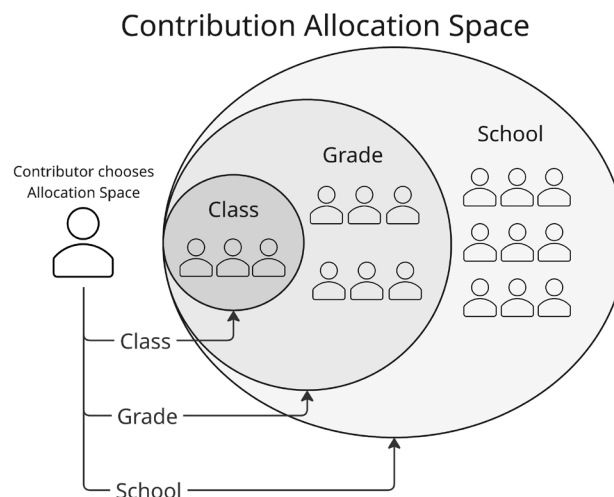 Contribution Allocation Space
School
Grade
Contributor chooses
Allocation Space
Class
Class
Grade
School